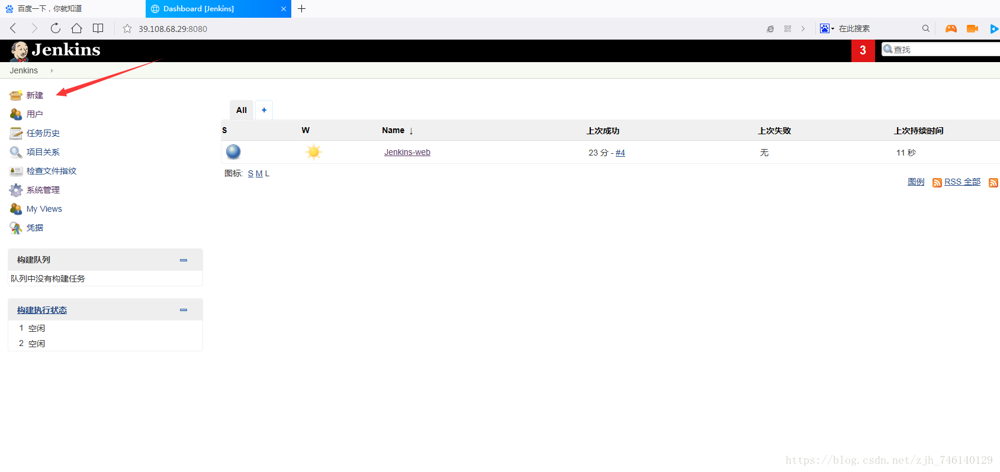 百度一下，你就知道
Dashboard [Jenkins]
39.108.68.29:8080
在此搜索
Jenkins
3
查找
Jenkins
新建
用户
任务历史
项目关系
检查文件指纹
系统管理
My Views
凭据
构建队列
队列中没有构建任务
构建执行状态
1 空闲
2 空闲
All +
S W Name ↓ 上次成功 上次失败 上次持续时间
Jenkins-web 23 分 - #4 无 11 秒
图标: S M L
图例 RSS 全部
https://blog.csdn.net/zjh_746140129